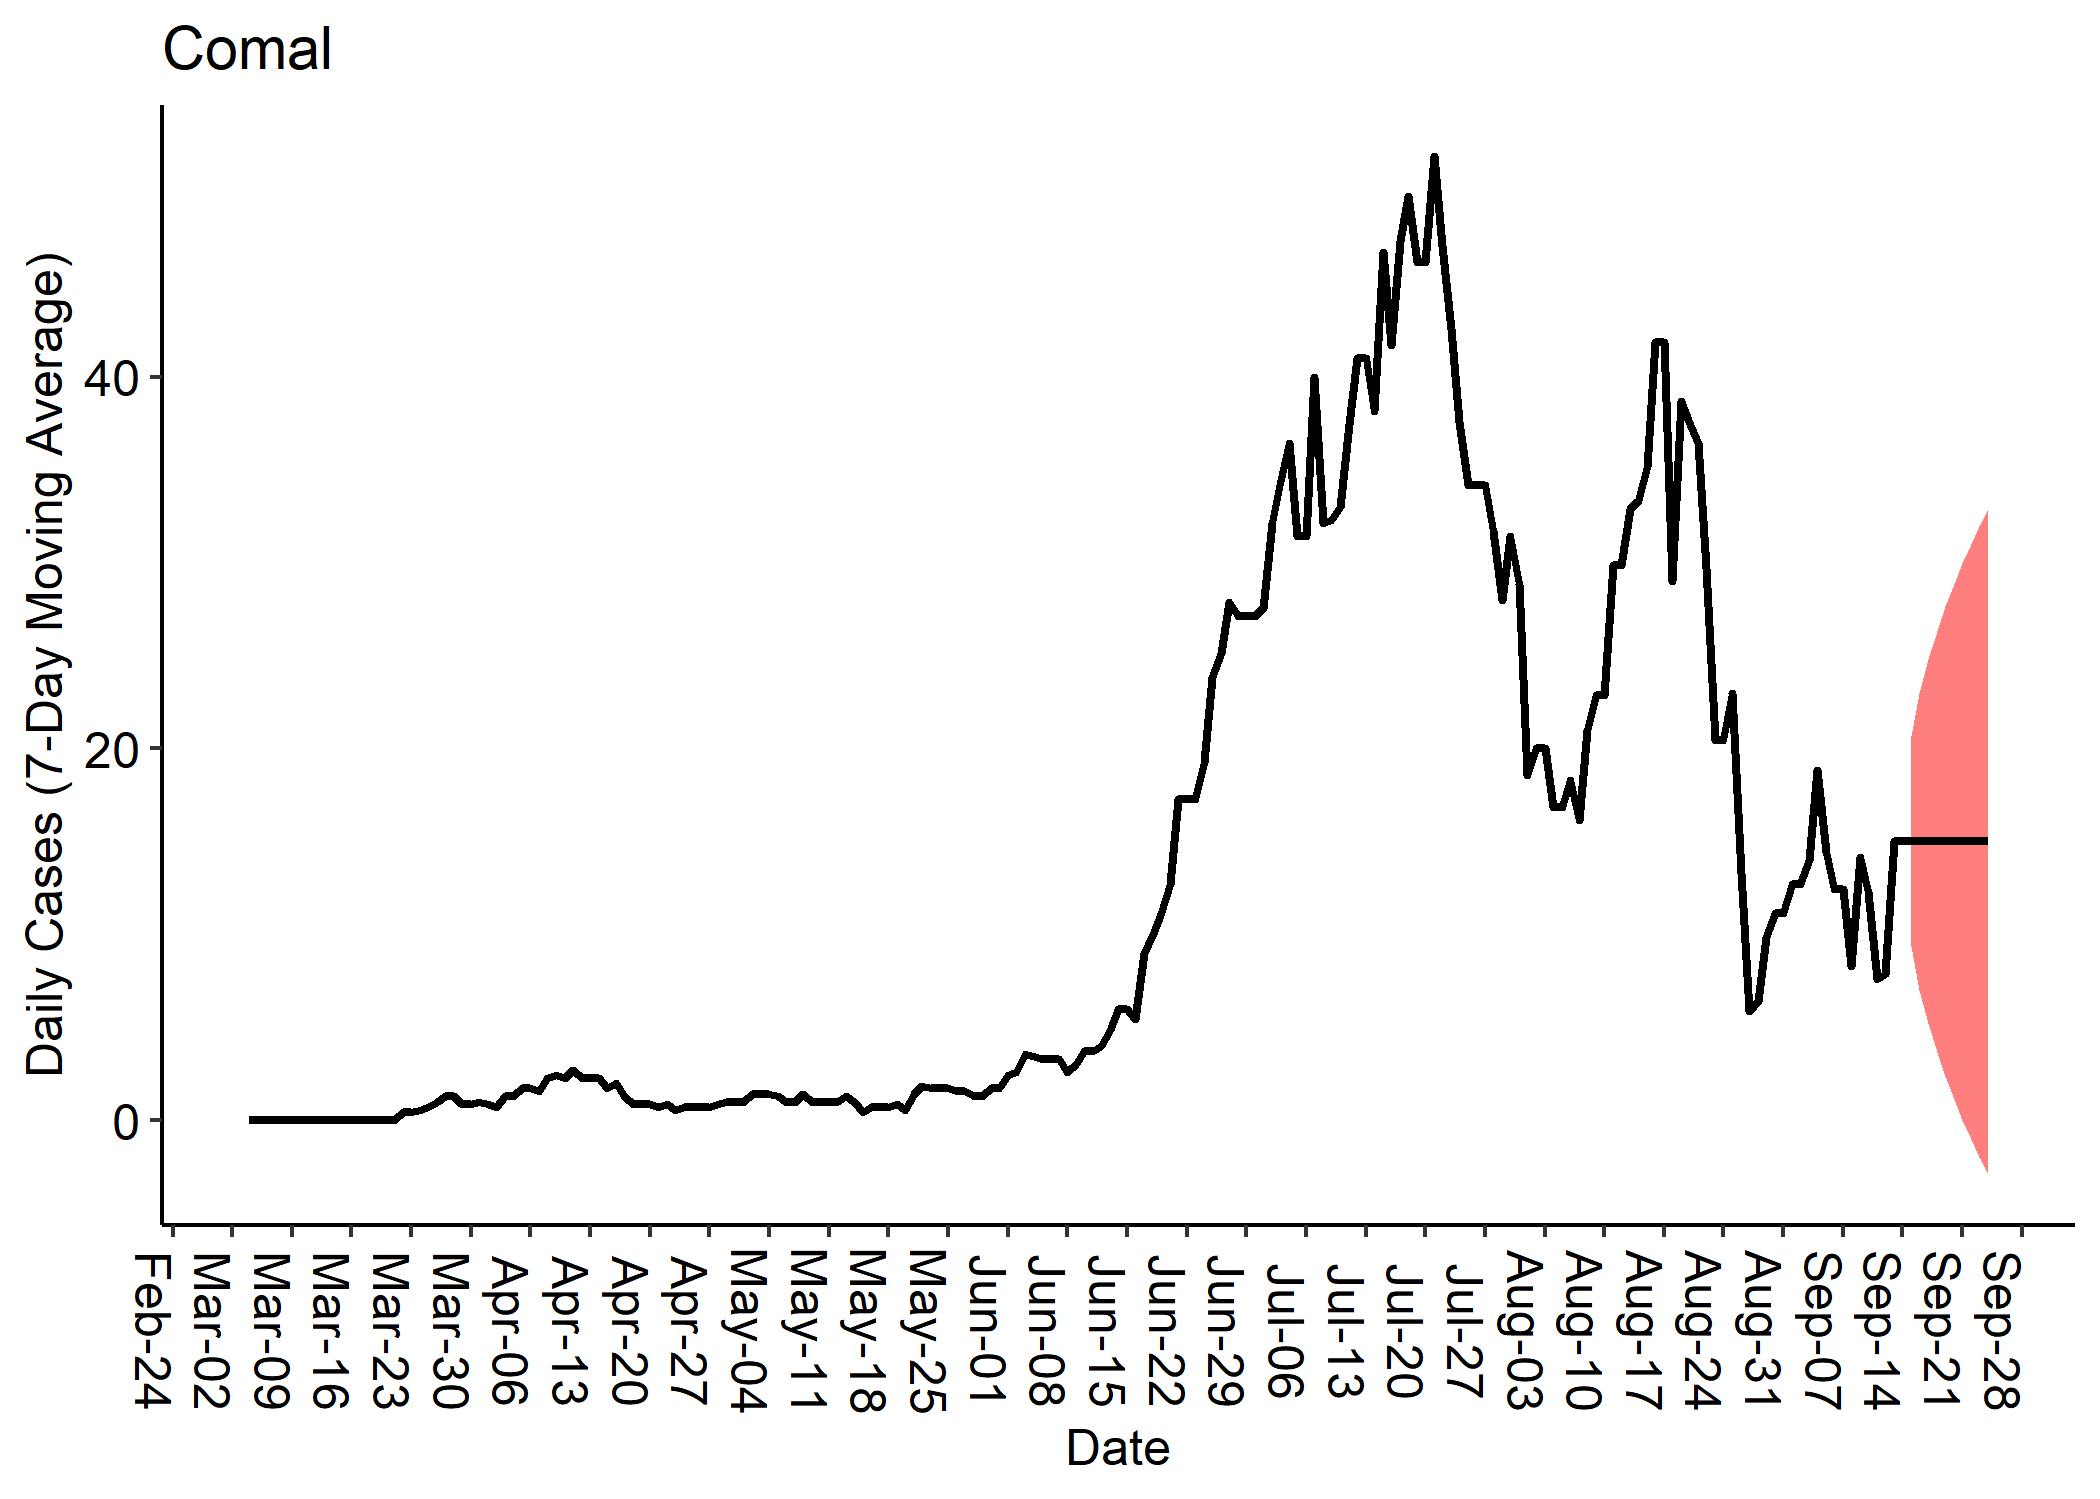 Comal
Daily Cases (7-Day Moving Average)
40
20
0
Feb-24
Mar-02
Mar-09
Mar-16
Mar-23
Mar-30
Apr-06
Apr-13
Apr-20
Apr-27
May-04
May-11
May-18
May-25
Jun-01
Jun-08
Jun-15
Jun-22
Jun-29
Jul-06
Jul-13
Jul-20
Jul-27
Aug-03
Aug-10
Aug-17
Aug-24
Aug-31
Sep-07
Sep-14
Sep-21
Sep-28
Date